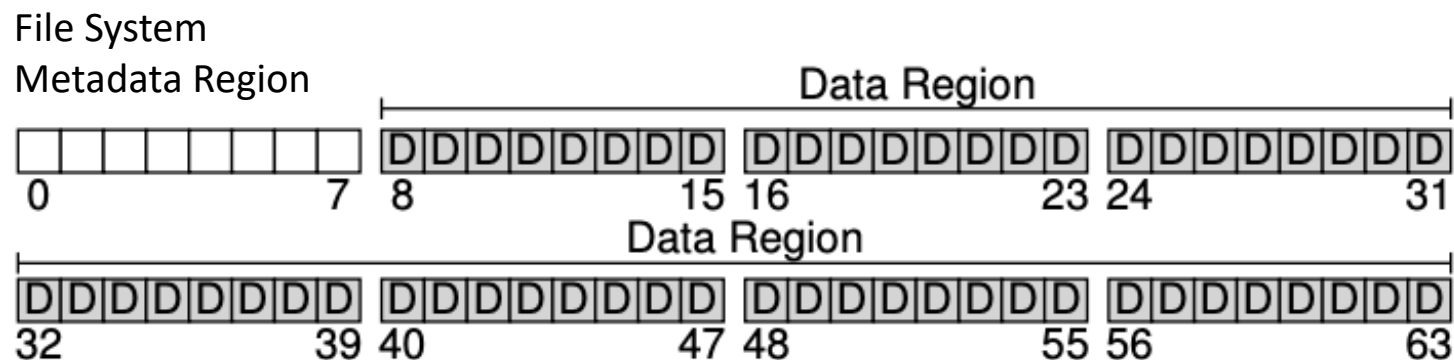 File System
Metadata Region
Data Region
D D D D D D D D D D D D D D D D D D D D D D D D
0 7 8 15 16 23 24 31
Data Region
D D D D D D D D D D D D D D D D D D D D D D D D D D D D D D D D
32 39 40 47 48 55 56 63